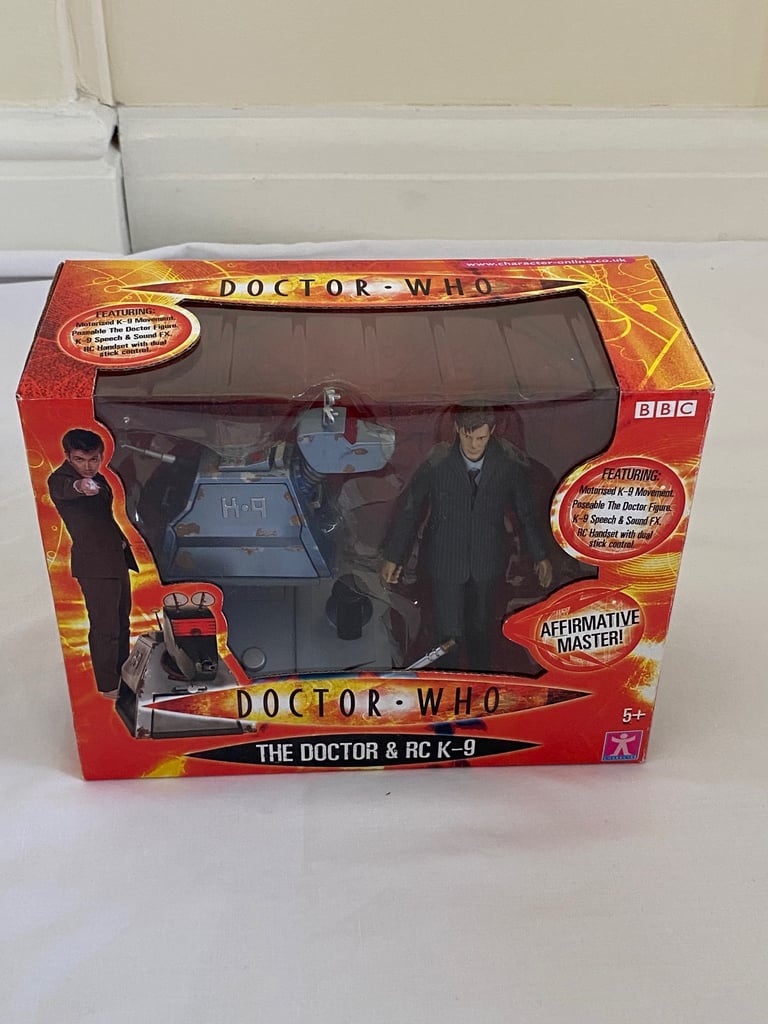 www.character-online.co.uk
DOCTOR · WHO
FEATURING:
Motorized K-9 Movement.
Poseable The Doctor Figure.
K-9 Speech & Sound FX.
RC Handset with dual
stick control.
BBC
FEATURING:
Motorised K-9 Movement.
Poseable The Doctor Figure.
K-9 Speech & Sound FX.
RC Handset with dual
stick control.
K·9
AFFIRMATIVE
MASTER!
DOCTOR · WHO
5+
THE DOCTOR & RC K-9
CHARACTER